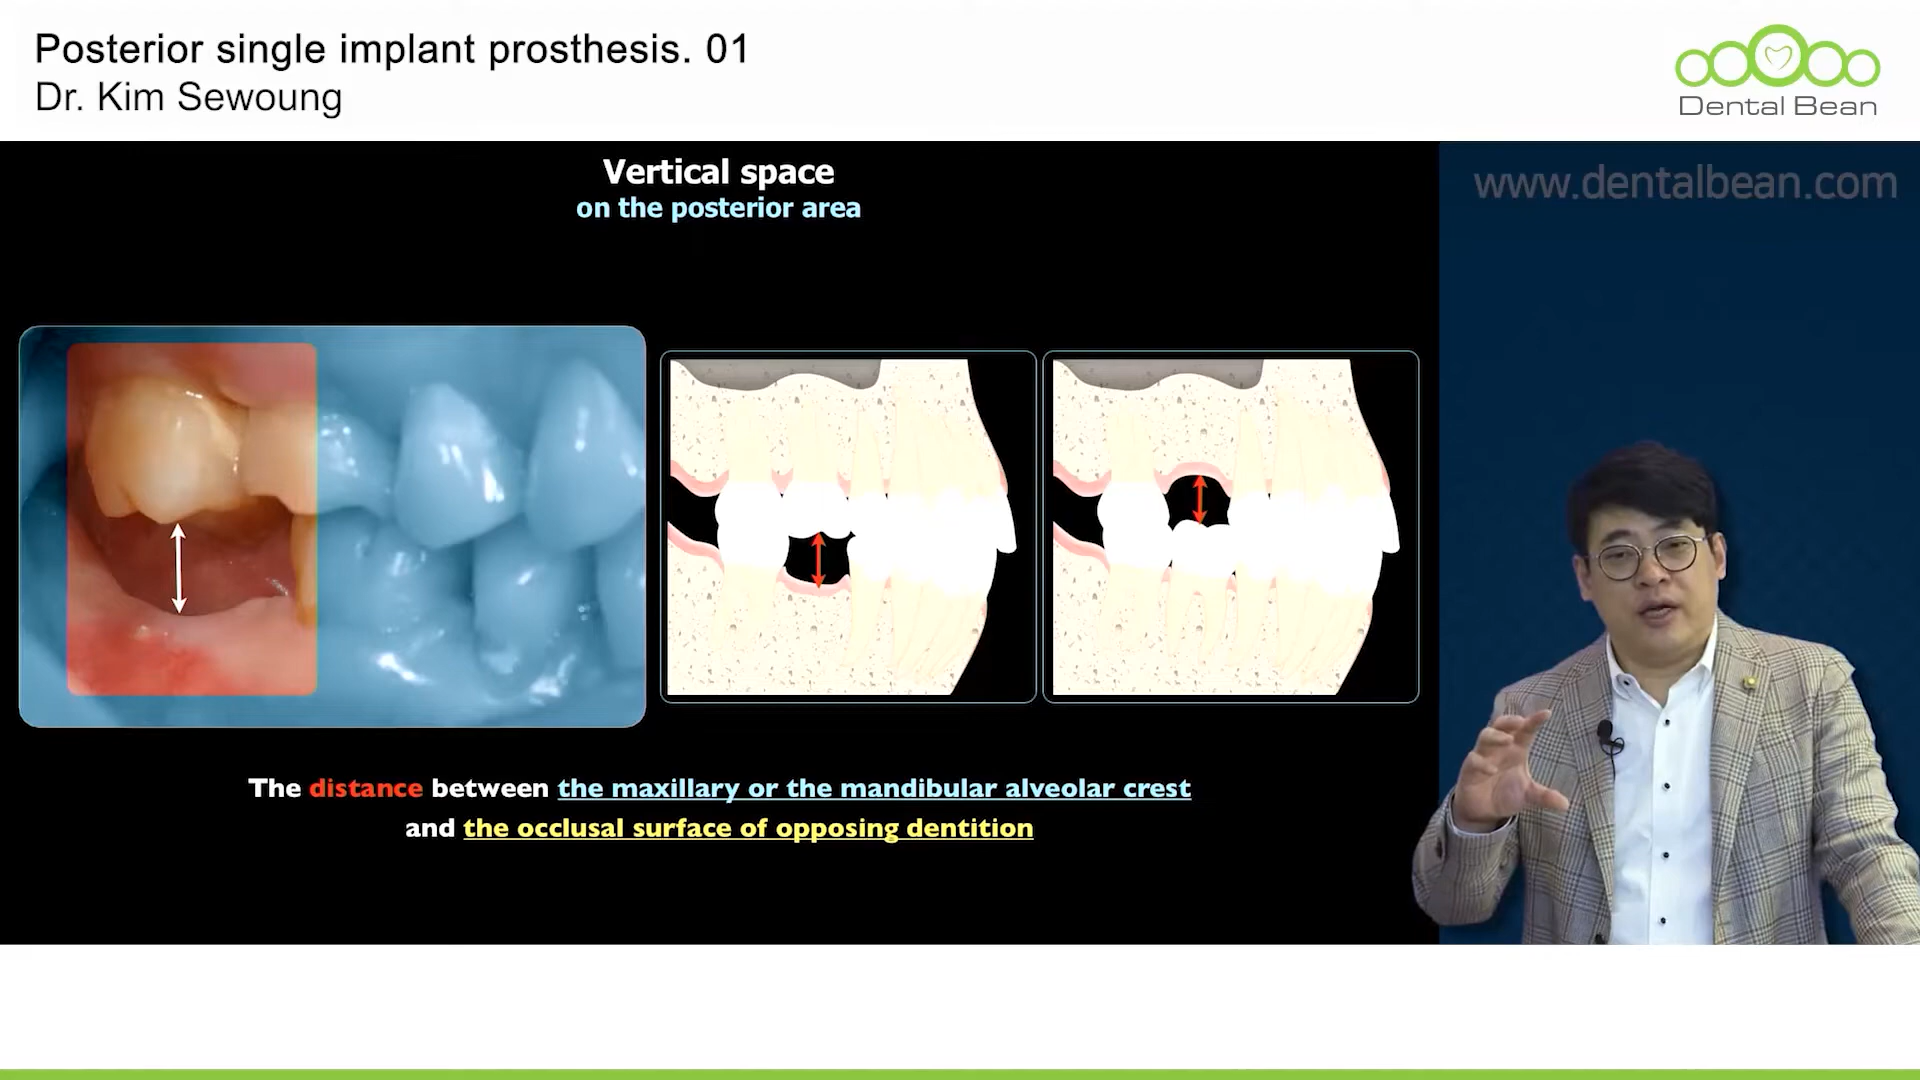 Posterior single implant prosthesis. 01
Dr. Kim Sewoung
Dental Bean
Vertical space
on the posterior area
www.dentalbean.com
The distance between the maxillary or the mandibular alveolar crest
and the occlusal surface of opposing dentition